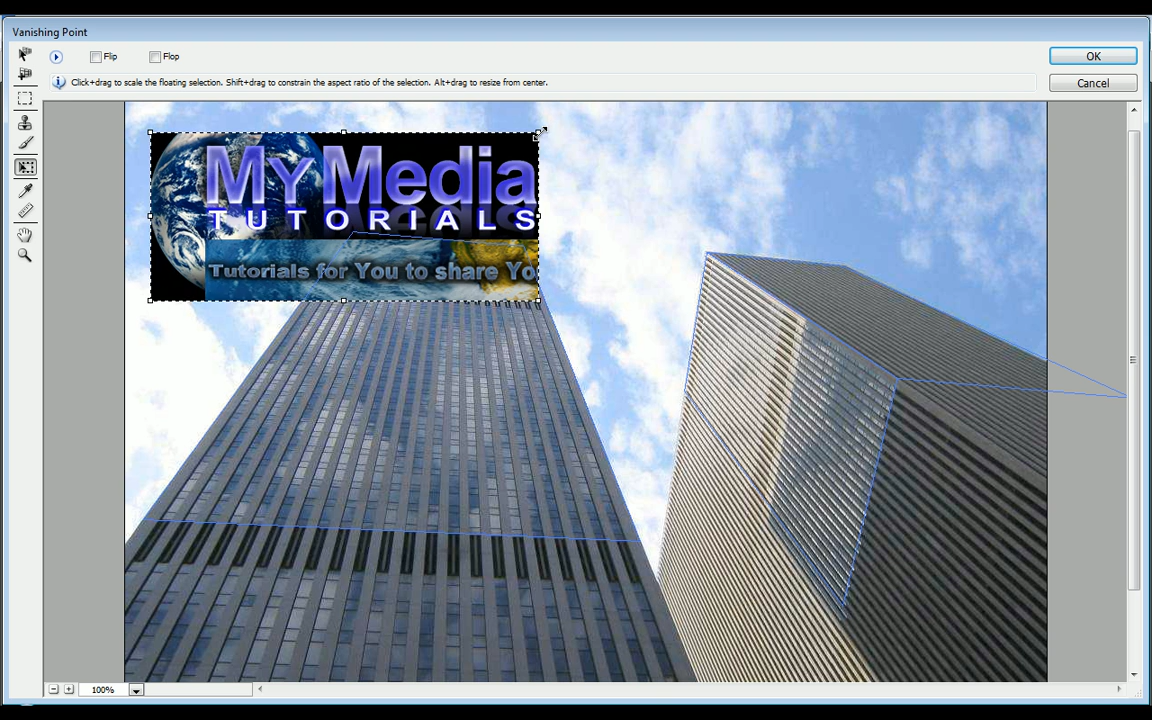 Vanishing Point
Flip
Flop
OK
Click+drag to scale the floating selection. Shift+drag to constrain the aspect ratio of the selection. Alt+drag to resize from center.
Cancel
MyMedia
TUTORIALS
Tutorials for You to share Yo
100%